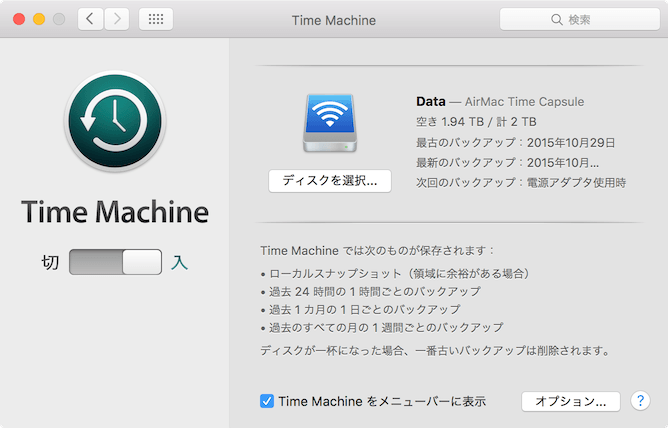 Time Machine
検索
Data — AirMac Time Capsule
空き 1.94 TB / 計 2 TB
最古のバックアップ：2015年10月29日
最新のバックアップ：2015年10月...
次回のバックアップ：電源アダプタ使用時
ディスクを選択...
Time Machine
切 入
Time Machine では次のものが保存されます：
• ローカルスナップショット（領域に余裕がある場合）
• 過去 24 時間の 1 時間ごとのバックアップ
• 過去 1 カ月の 1 日ごとのバックアップ
• 過去のすべての月の 1 週間ごとのバックアップ
ディスクが一杯になった場合、一番古いバックアップは削除されます。
Time Machine をメニューバーに表示 オプション... ?